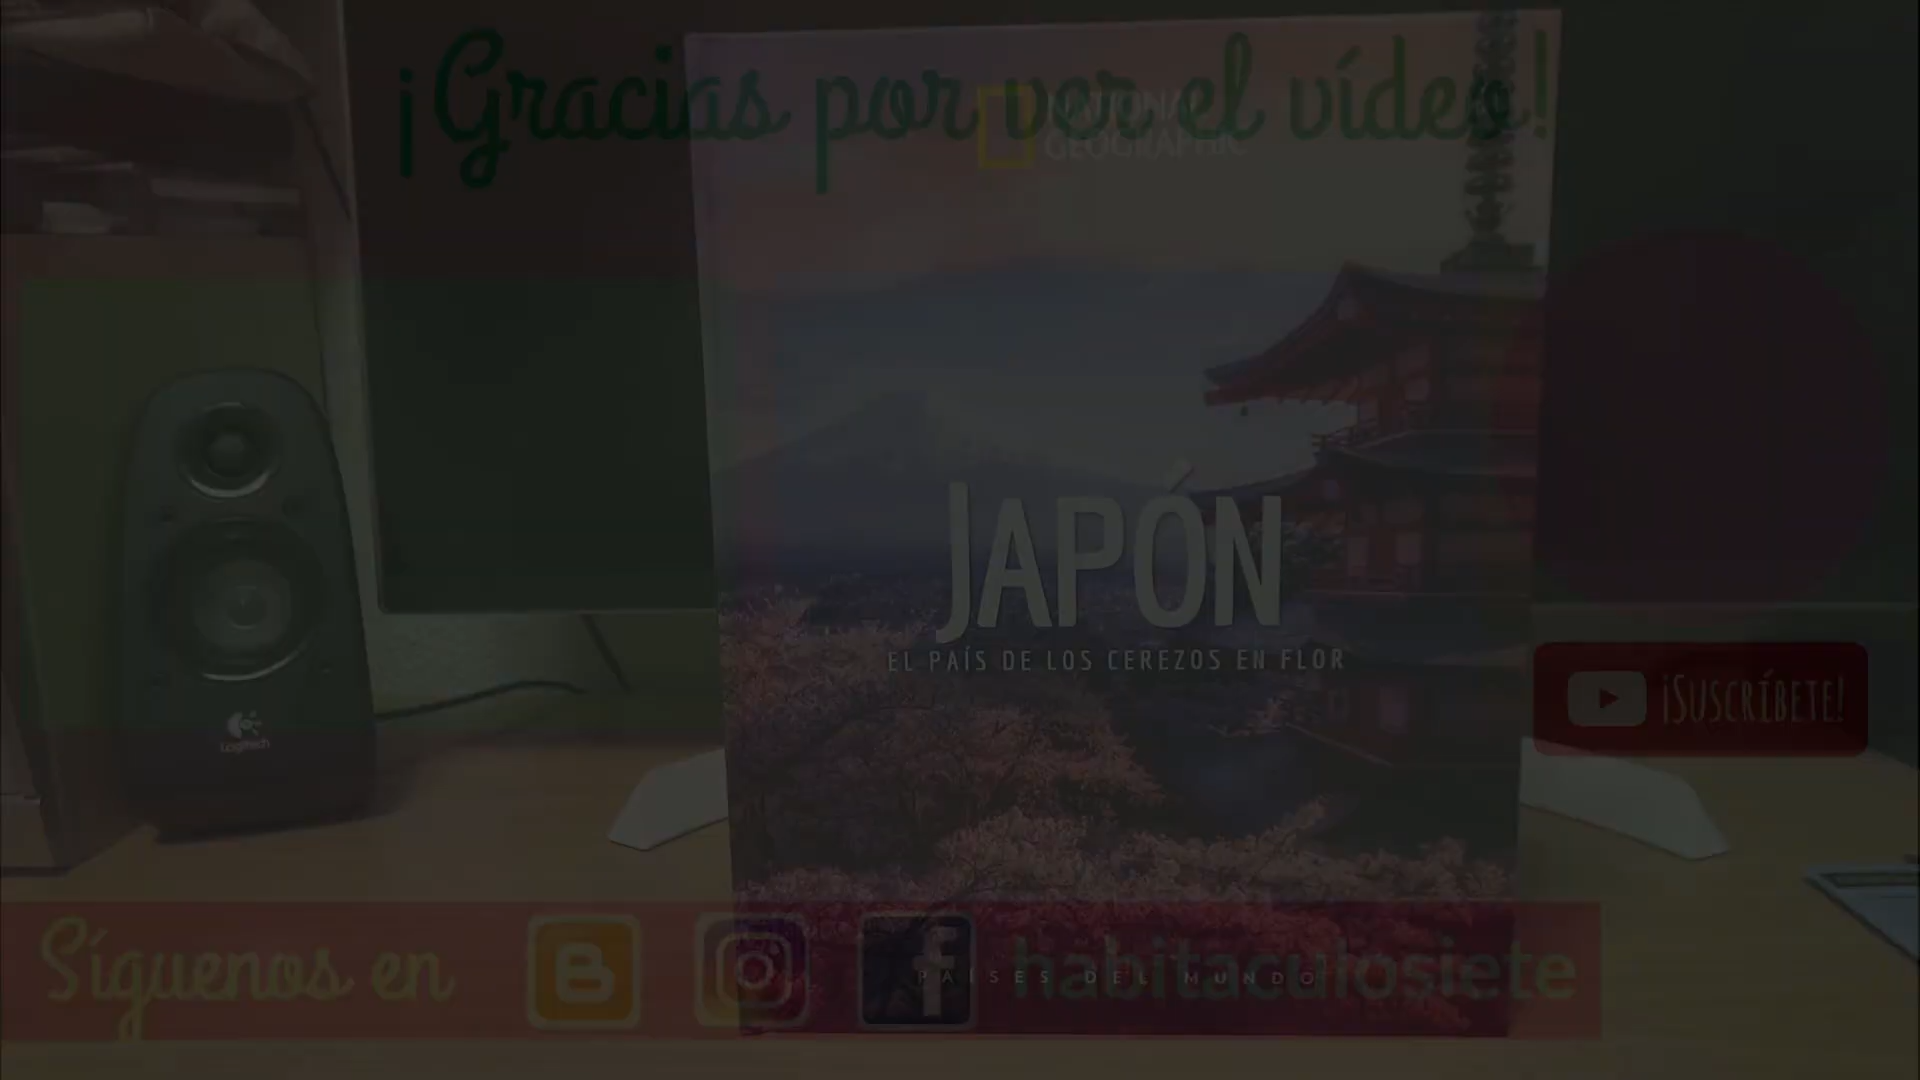 ¡Gracias por ver el vídeo!
NATIONAL
GEOGRAPHIC
JAPÓN
EL PAÍS DE LOS CEREZOS EN FLOR
Logitech
¡SUSCRÍBETE!
Síguenos en
habitaculosiete
PAÍSES DEL MUNDO